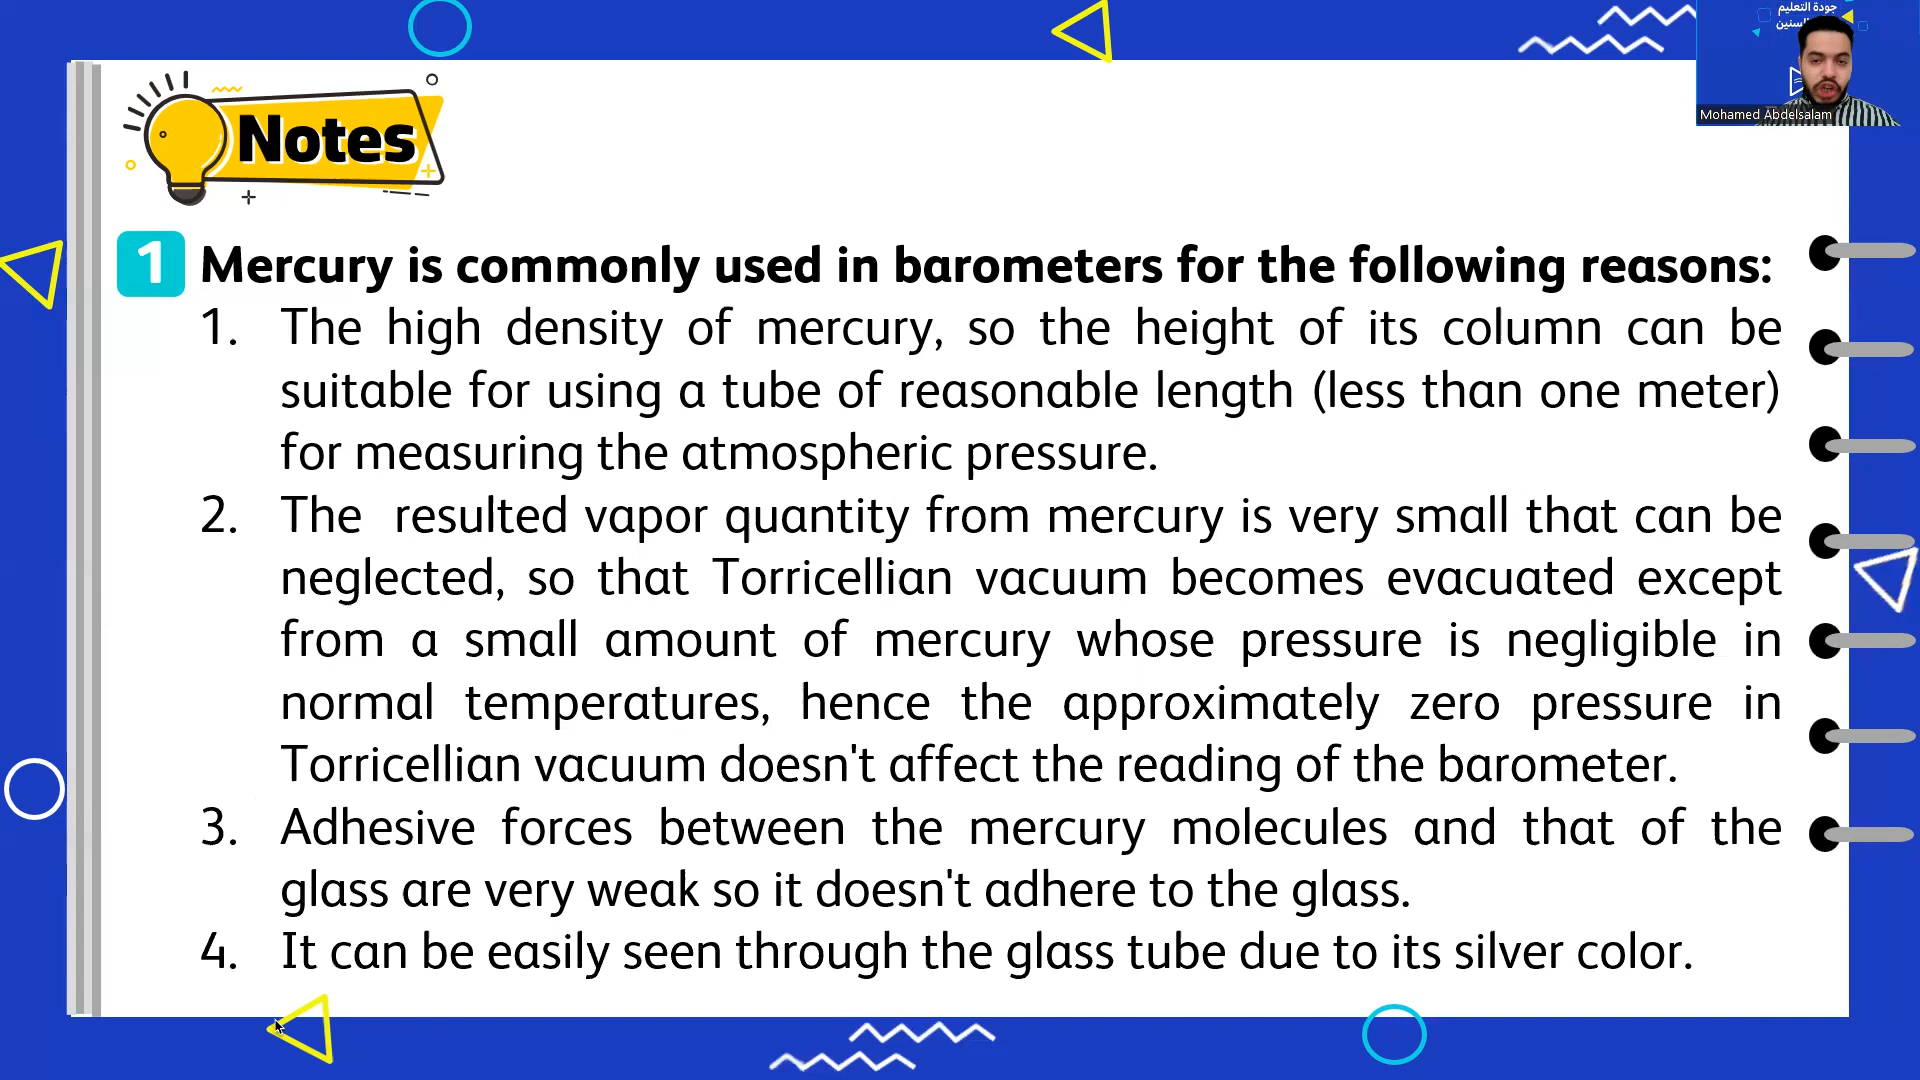 Notes
جودة التعليم
Mohamed Abdelsalam
1 Mercury is commonly used in barometers for the following reasons:
1. The high density of mercury, so the height of its column can be
suitable for using a tube of reasonable length (less than one meter)
for measuring the atmospheric pressure.
2. The resulted vapor quantity from mercury is very small that can be
neglected, so that Torricellian vacuum becomes evacuated except
from a small amount of mercury whose pressure is negligible in
normal temperatures, hence the approximately zero pressure in
Torricellian vacuum doesn't affect the reading of the barometer.
3. Adhesive forces between the mercury molecules and that of the
glass are very weak so it doesn't adhere to the glass.
4. It can be easily seen through the glass tube due to its silver color.